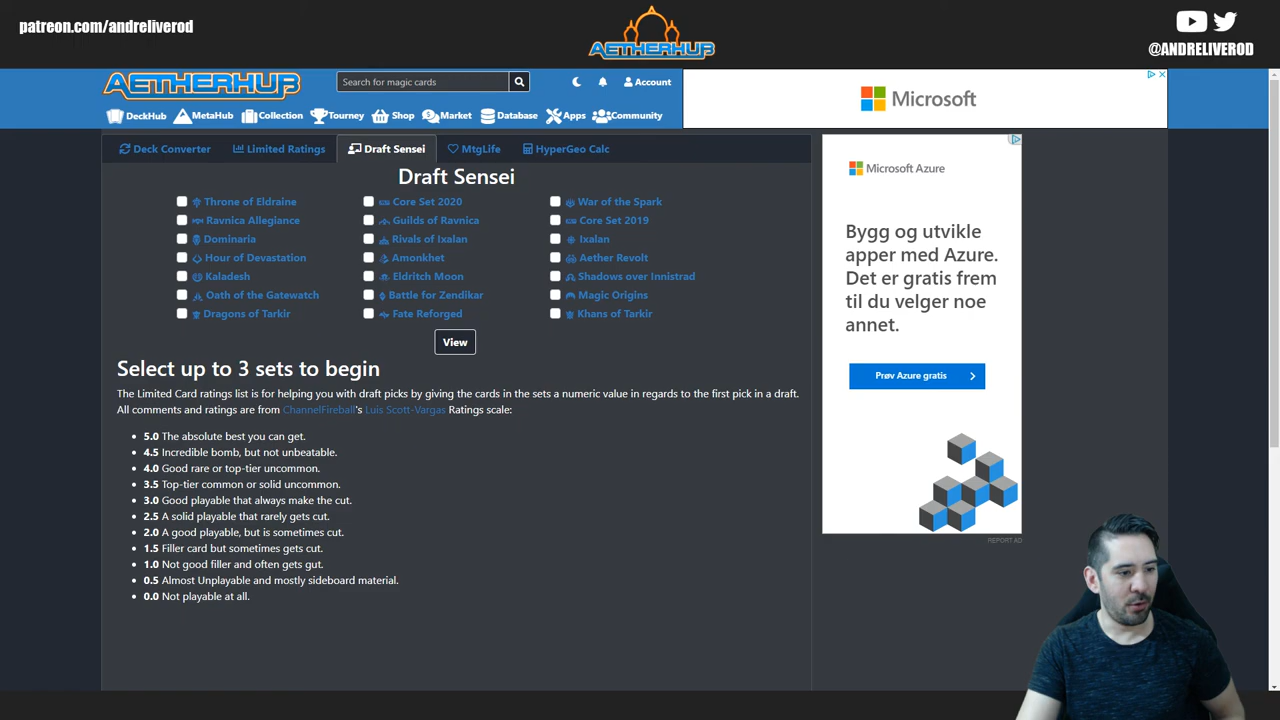 patreon.com/andreliverod
AETHERHUB
@ANDRELIVEROD
AETHERHUB
Search for magic cards
Account
DeckHub
MetaHub
Collection
Tourney
Shop
Market
Database
Apps
Community
Microsoft
Deck Converter
Limited Ratings
Draft Sensei
MtgLife
HyperGeo Calc
Draft Sensei
Throne of Eldraine
Core Set 2020
War of the Spark
Ravnica Allegiance
Guilds of Ravnica
Core Set 2019
Dominaria
Rivals of Ixalan
Ixalan
Hour of Devastation
Amonkhet
Aether Revolt
Kaladesh
Eldritch Moon
Shadows over Innistrad
Oath of the Gatewatch
Battle for Zendikar
Magic Origins
Dragons of Tarkir
Fate Reforged
Khans of Tarkir
View
Select up to 3 sets to begin
The Limited Card ratings list is for helping you with draft picks by giving the cards in the sets a numeric value in regards to the first pick in a draft.
All comments and ratings are from ChannelFireball's Luis Scott-Vargas Ratings scale:
5.0 The absolute best you can get.
4.5 Incredible bomb, but not unbeatable.
4.0 Good rare or top-tier uncommon.
3.5 Top-tier common or solid uncommon.
3.0 Good playable that always make the cut.
2.5 A solid playable that rarely gets cut.
2.0 A good playable, but is sometimes cut.
1.5 Filler card but sometimes gets cut.
1.0 Not good filler and often gets gut.
0.5 Almost Unplayable and mostly sideboard material.
0.0 Not playable at all.
Microsoft Azure
Bygg og utvikle
apper med Azure.
Det er gratis frem
til du velger noe
annet.
Prøv Azure gratis
REPORT AD